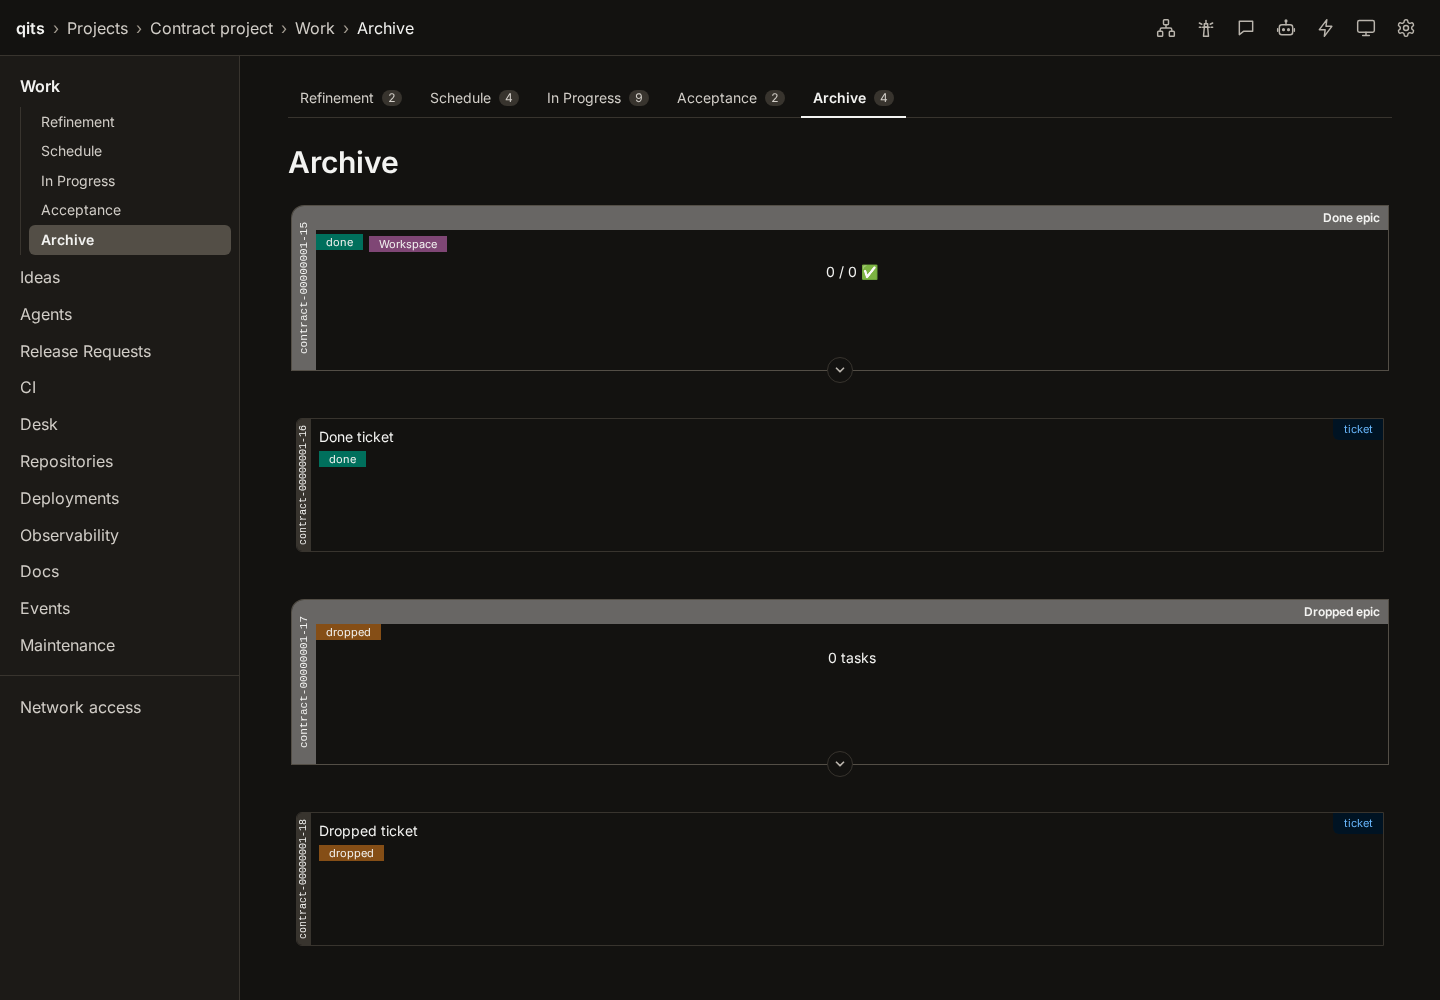 qits › Projects › Contract project › Work › Archive
Work
Refinement
Schedule
In Progress
Acceptance
Archive
Ideas
Agents
Release Requests
CI
Desk
Repositories
Deployments
Observability
Docs
Events
Maintenance
Network access
Refinement 2 Schedule 4 In Progress 9 Acceptance 2 Archive 4
Archive
contract-00000001-15
Done epic
done Workspace
0 / 0 ✅
contract-00000001-16
Done ticket
ticket
done
contract-00000001-17
Dropped epic
dropped
0 tasks
contract-00000001-18
Dropped ticket
ticket
dropped